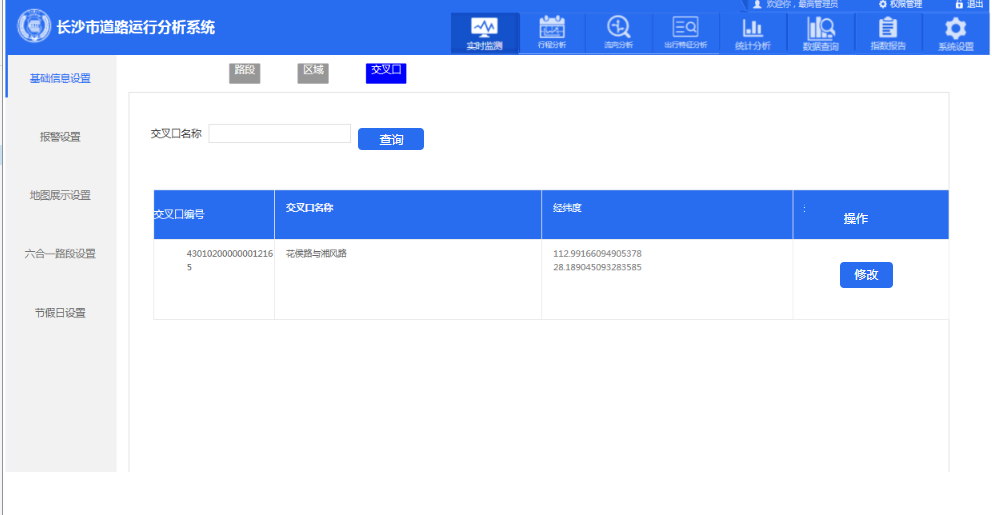 欢迎你，最高管理员 权限管理 退出
长沙市道路运行分析系统
实时监测 行程分析 流向分析 出行特征分析 统计分析 数据查询 指数报告 系统设置
基础信息设置
报警设置
地图展示设置
六合一路段设置
节假日设置
路段 区域 交叉口
交叉口名称 查询
交叉口编号 交叉口名称 经纬度 : 操作
43010200000001216
5
花侯路与湘风路
112.99166094905378
28.189045093283585
修改